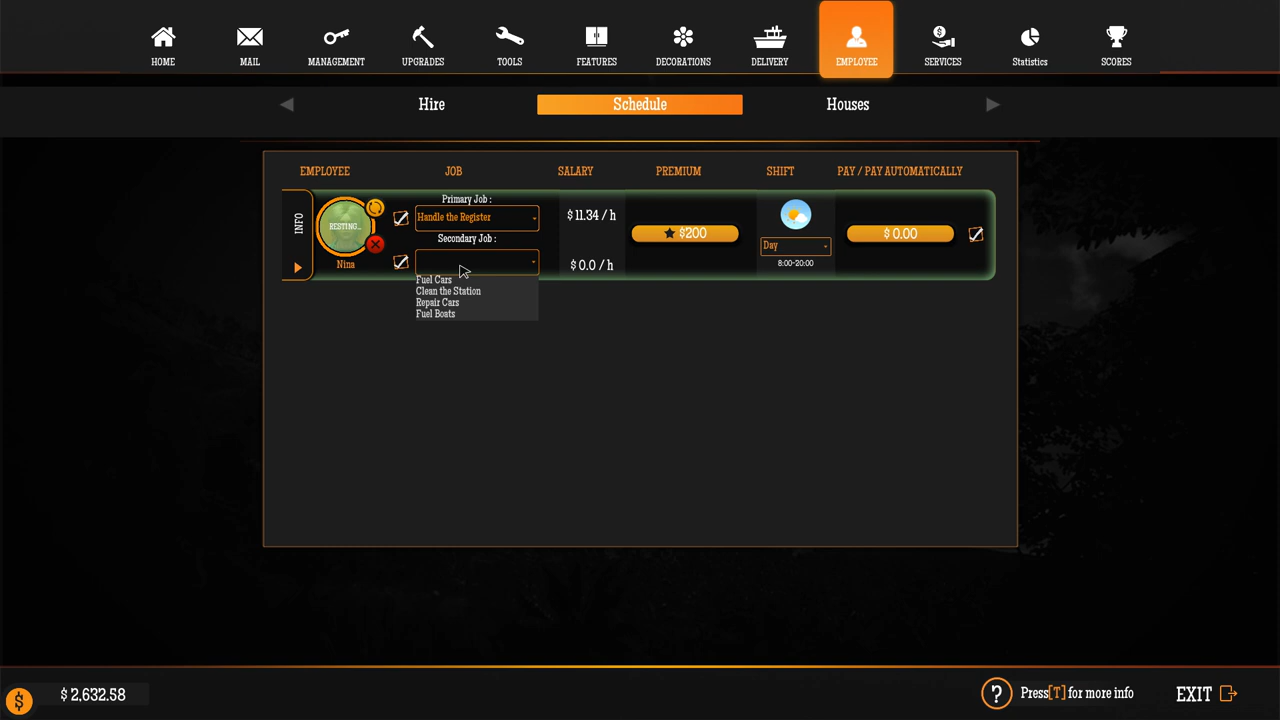 HOME MAIL MANAGEMENT UPGRADES TOOLS FEATURES DECORATIONS DELIVERY EMPLOYEE SERVICES Statistics SCORES
Hire Schedule Houses
EMPLOYEE JOB SALARY PREMIUM SHIFT PAY / PAY AUTOMATICALLY
INFO
RESTING...
Nina
Primary Job :
Handle the Register
Secondary Job :
Fuel Cars
Clean the Station
Repair Cars
Fuel Boats
$ 11.34 / h
$ 0.0 / h
$200
Day
8:00-20:00
$ 0.00
$ $ 2,632.58
? Press[T] for more info EXIT